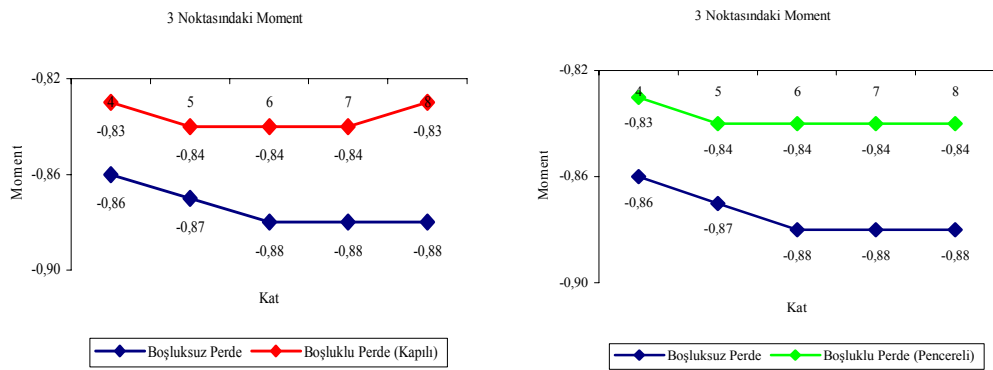 3 Noktasındaki Moment
-0,82
4 5 6 7 8
-0,83 -0,83
-0,84 -0,84 -0,84
-0,86
-0,86
-0,87
-0,88 -0,88 -0,88
-0,90
Moment
Kat
Boşluksuz Perde Boşluklu Perde (Kapılı)
3 Noktasındaki Moment
-0,82
4 5 6 7 8
-0,83
-0,84 -0,84 -0,84 -0,84
-0,86
-0,86
-0,87
-0,88 -0,88 -0,88
-0,90
Moment
Kat
Boşluksuz Perde Boşluklu Perde (Pencereli)